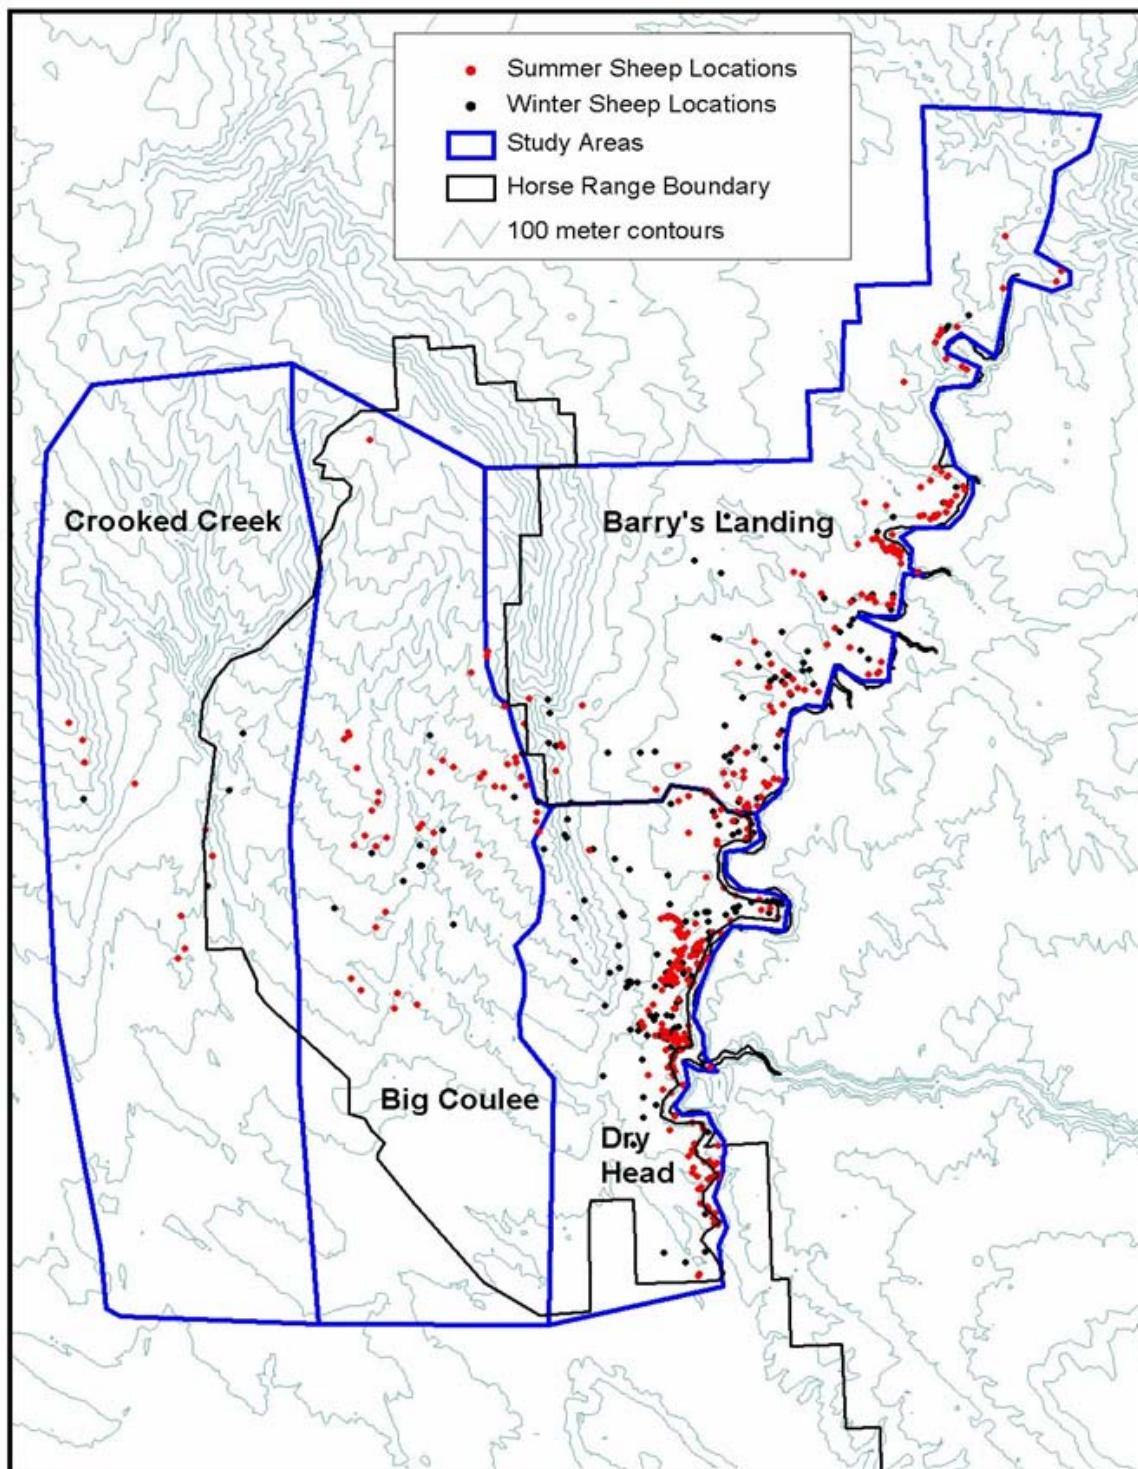 Summer Sheep Locations
Winter Sheep Locations
Study Areas
Horse Range Boundary
100 meter contours
Crooked Creek
Barry's Landing
Big Coulee
Dry
Head